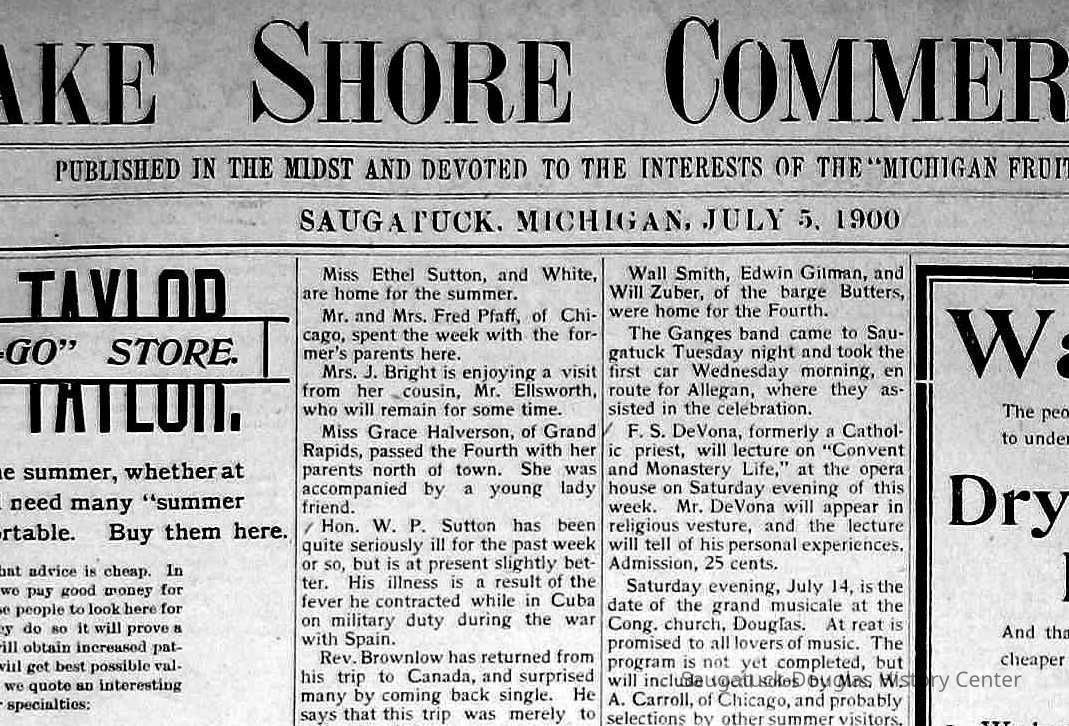 AKE SHORE COMMER
PUBLISHED IN THE MIDST AND DEVOTED TO THE INTERESTS OF THE "MICHIGAN FRUIT
SAUGATUCK, MICHIGAN, JULY 5, 1900
TAYLOR
-GO" STORE.
TAYLOR.
e summer, whether at
need many "summer
ortable. Buy them here.
hat advice is cheap. In
two pay good money for
se people to look here for
ey do so it will prove a
will obtain increased pat-
will get best possible val-
we quote an interesting
r specialties:
Miss Ethel Sutton, and White,
are home for the summer.
Mr. and Mrs. Fred Pfaff, of Chi-
cago, spent the week with the for-
mer's parents here.
Mrs. J. Bright is enjoying a visit
from her cousin, Mr. Ellsworth,
who will remain for some time.
Miss Grace Halverson, of Grand
Rapids, passed the Fourth with her
parents north of town. She was
accompanied by a young lady
friend.
Hon. W. P. Sutton has been
quite seriously ill for the past week
or so, but is at present slightly bet-
ter. His illness is a result of the
fever he contracted while in Cuba
on military duty during the war
with Spain.
Rev. Brownlow has returned from
his trip to Canada, and surprised
many by coming back single. He
says that this trip was merely to
Wall Smith, Edwin Gilman, and
Will Zuber, of the barge Butters,
were home for the Fourth.
The Ganges band came to Sau-
gatuck Tuesday night and took the
first car Wednesday morning, en
route for Allegan, where they as-
sisted in the celebration.
F. S. DeVona, formerly a Cathol-
ic priest, will lecture on "Convent
and Monastery Life," at the opera
house on Saturday evening of this
week. Mr. DeVona will appear in
religious vesture, and the lecture
will tell of his personal experiences.
Admission, 25 cents.
Saturday evening, July 14, is the
date of the grand musicale at the
Cong. church, Douglas. A treat is
promised to all lovers of music. The
program is not yet completed, but
will include vocal solos by Mrs. W.
A. Carroll, of Chicago, and probably
selections by other summer visitors.
Wa
The peo
to unde
Dry
And tha
cheaper
Saugatuck-Douglas History Center